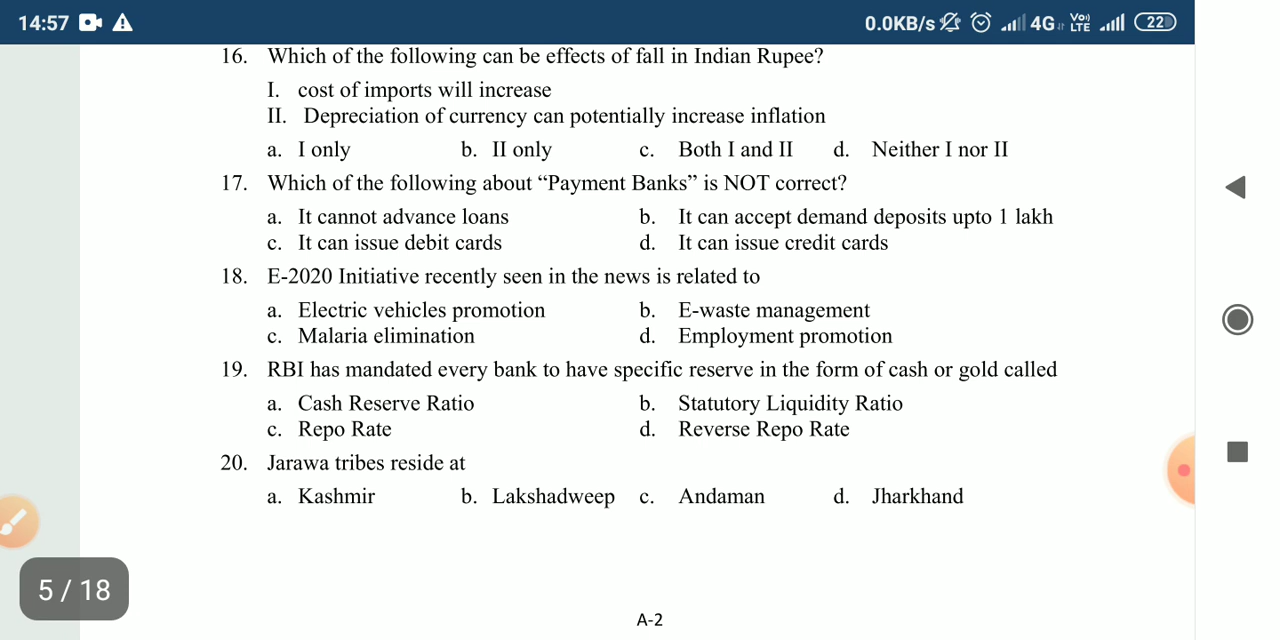 14:57 0.0KB/s 4G Vo) LTE 22
16. Which of the following can be effects of fall in Indian Rupee?
I. cost of imports will increase
II. Depreciation of currency can potentially increase inflation
a. I only b. II only c. Both I and II d. Neither I nor II
17. Which of the following about “Payment Banks” is NOT correct?
a. It cannot advance loans b. It can accept demand deposits upto 1 lakh
c. It can issue debit cards d. It can issue credit cards
18. E-2020 Initiative recently seen in the news is related to
a. Electric vehicles promotion b. E-waste management
c. Malaria elimination d. Employment promotion
19. RBI has mandated every bank to have specific reserve in the form of cash or gold called
a. Cash Reserve Ratio b. Statutory Liquidity Ratio
c. Repo Rate d. Reverse Repo Rate
20. Jarawa tribes reside at
a. Kashmir b. Lakshadweep c. Andaman d. Jharkhand
5 / 18
A-2